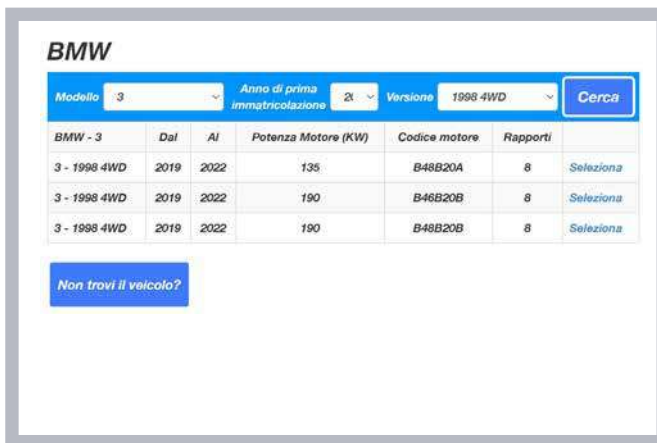 BMW
Modello 3 Anno di prima immatricolazione Versione 1998 4WD Cerca
BMW - 3 Dal Al Potenza Motore (KW) Codice motore Rapporti
3 - 1998 4WD 2019 2022 135 B48B20A 8 Seleziona
3 - 1998 4WD 2019 2022 190 B46B20B 8 Seleziona
3 - 1998 4WD 2019 2022 190 B48B20B 8 Seleziona
Non trovi il veicolo?